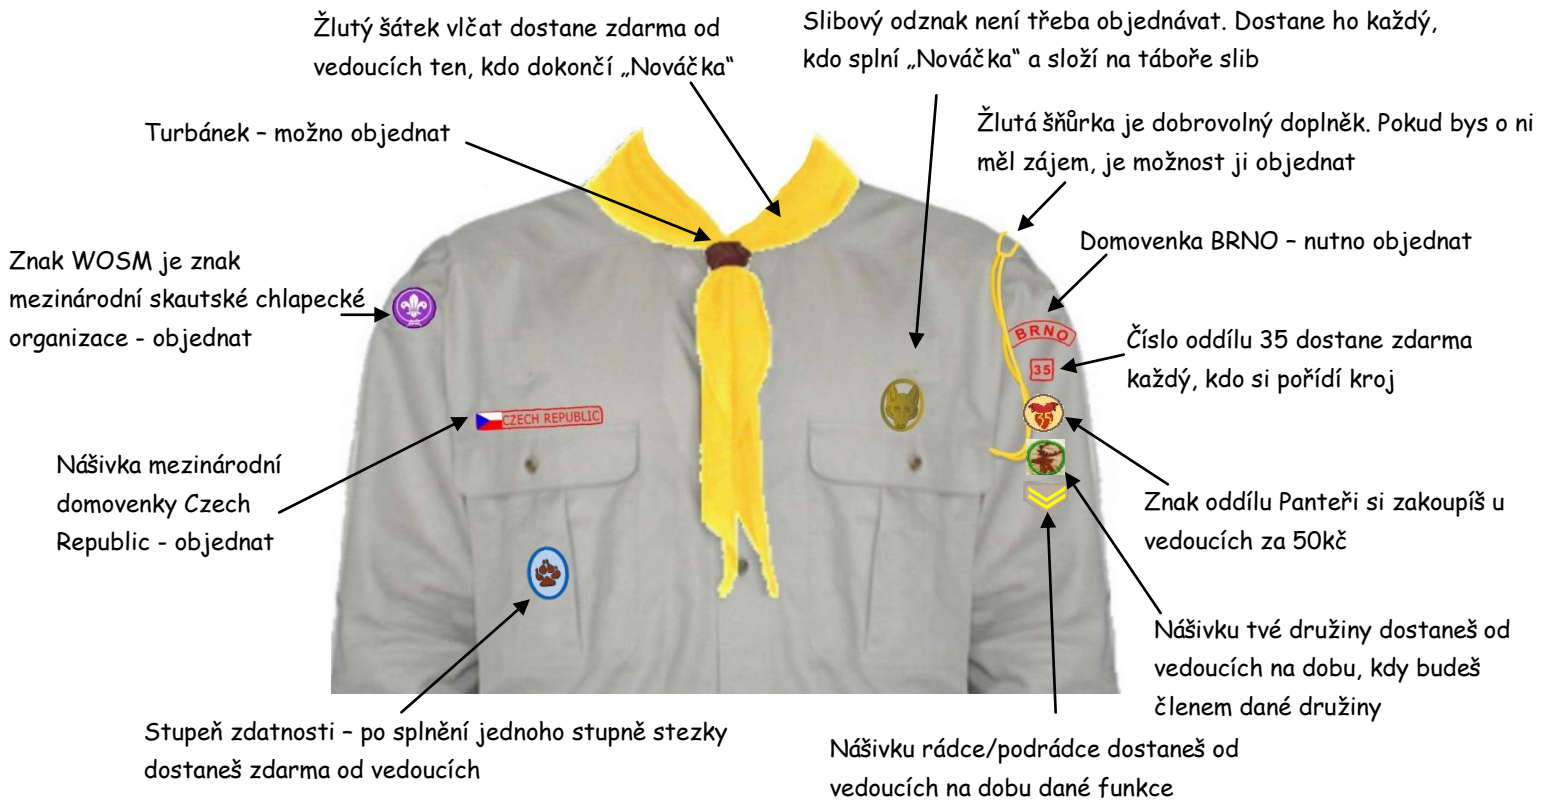 Žlutý šátek vlčat dostane zdarma od
vedoucích ten, kdo dokončí „Nováčka“
Slibový odznak není třeba objednávat. Dostane ho každý,
kdo splní „Nováčka“ a složí na táboře slib
Turbánek – možno objednat
Žlutá šňůrka je dobrovolný doplněk. Pokud bys o ni
měl zájem, je možnost ji objednat
Domovenka BRNO – nutno objednat
Znak WOSM je znak
mezinárodní skautské chlapecké
organizace - objednat
BRNO
Číslo oddílu 35 dostane zdarma
každý, kdo si pořídí kroj
35
35
CZECH REPUBLIC
Nášivka mezinárodní
domovenky Czech
Republic - objednat
Znak oddílu Panteři si zakoupíš u
vedoucích za 50kč
Nášivku tvé družiny dostaneš od
vedoucích na dobu, kdy budeš
členem dané družiny
Stupeň zdatnosti – po splnění jednoho stupně stezky
dostaneš zdarma od vedoucích
Nášivku rádce/podrádce dostaneš od
vedoucích na dobu dané funkce